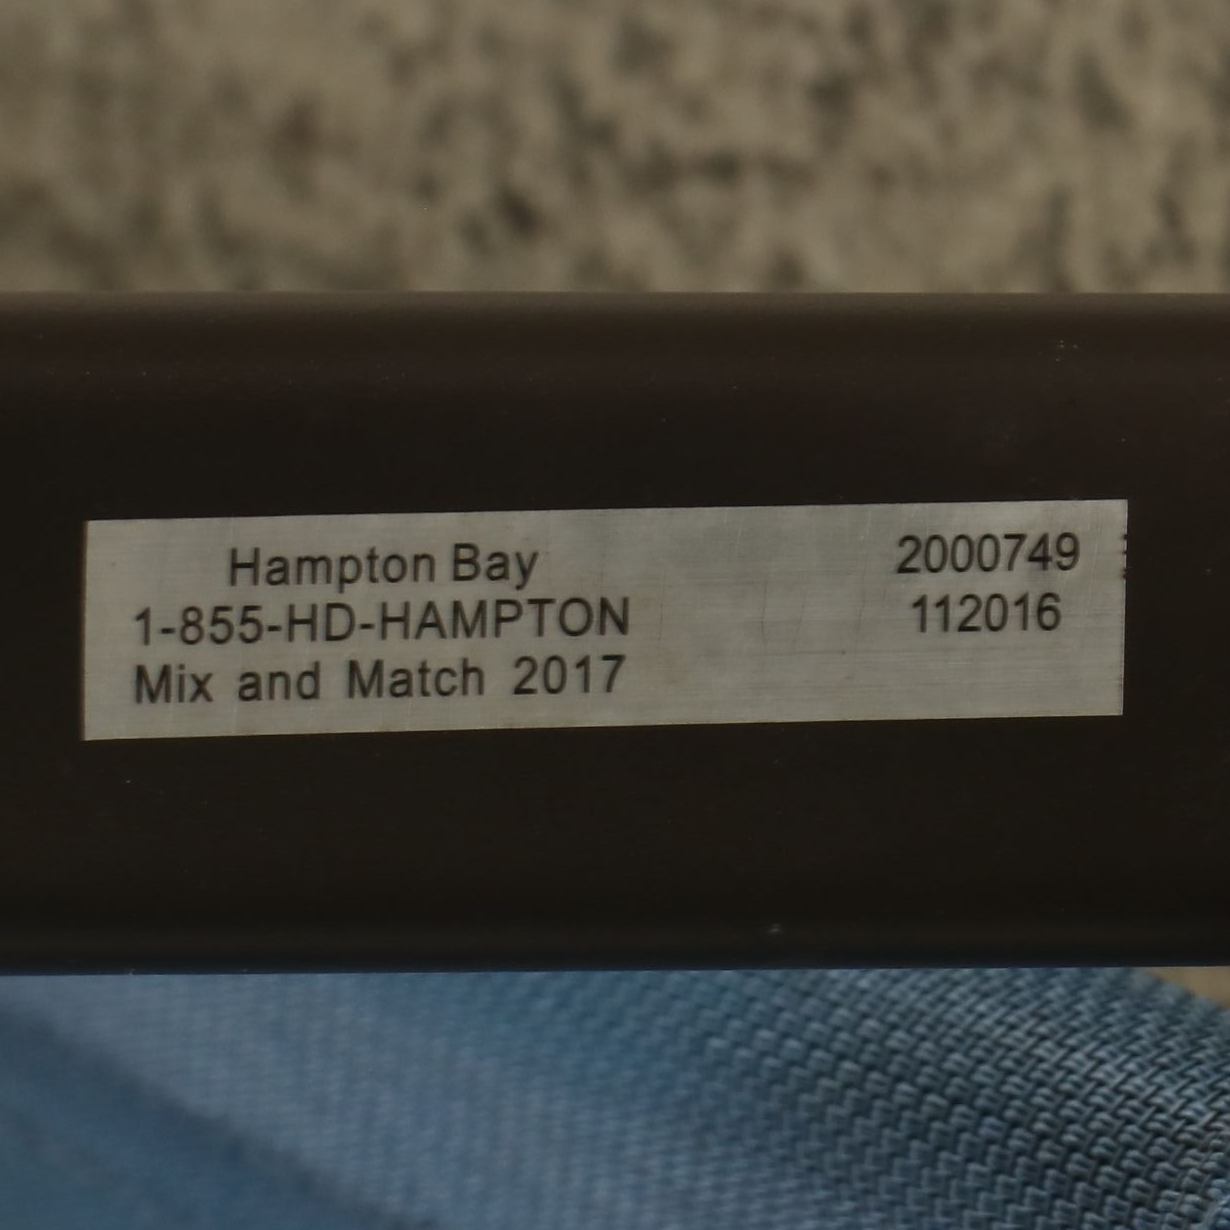 Hampton Bay 2000749
1-855-HD-HAMPTON 112016
Mix and Match 2017